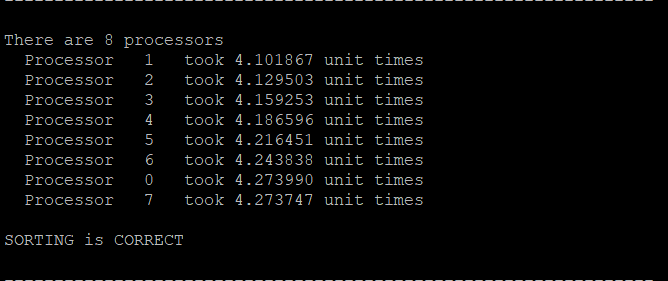 There are 8 processors
Processor 1 took 4.101867 unit times
Processor 2 took 4.129503 unit times
Processor 3 took 4.159253 unit times
Processor 4 took 4.186596 unit times
Processor 5 took 4.216451 unit times
Processor 6 took 4.243838 unit times
Processor 0 took 4.273990 unit times
Processor 7 took 4.273747 unit times
SORTING is CORRECT